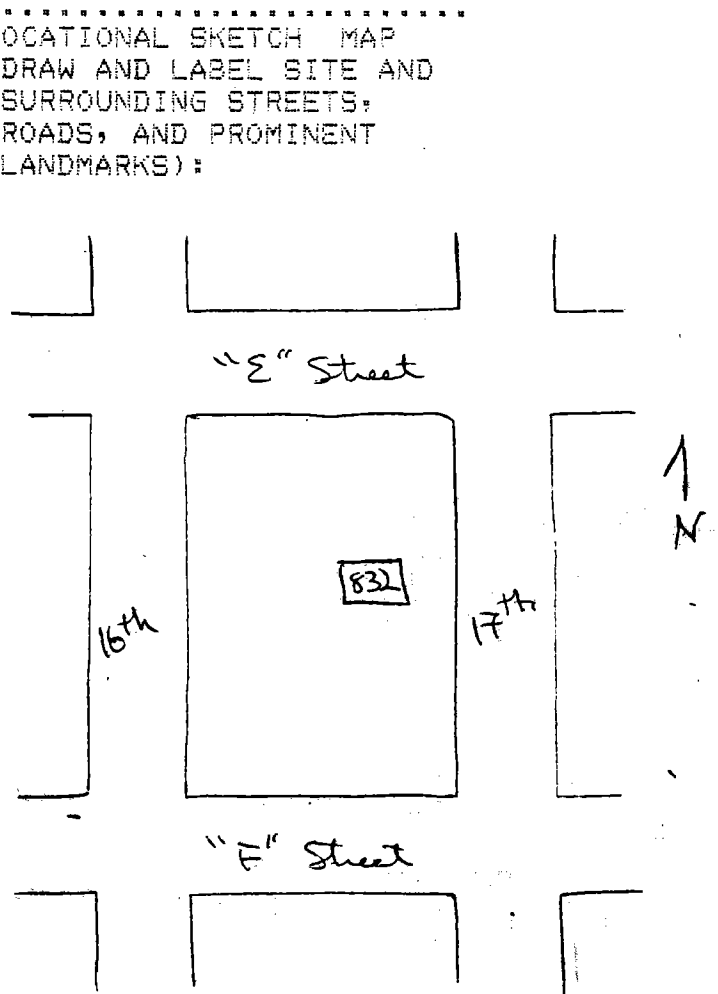 OCATIONAL SKETCH MAP
DRAW AND LABEL SITE AND
SURROUNDING STREETS,
ROADS, AND PROMINENT
LANDMARKS):
"E" Street
N
832
16th
17th
"F" Street